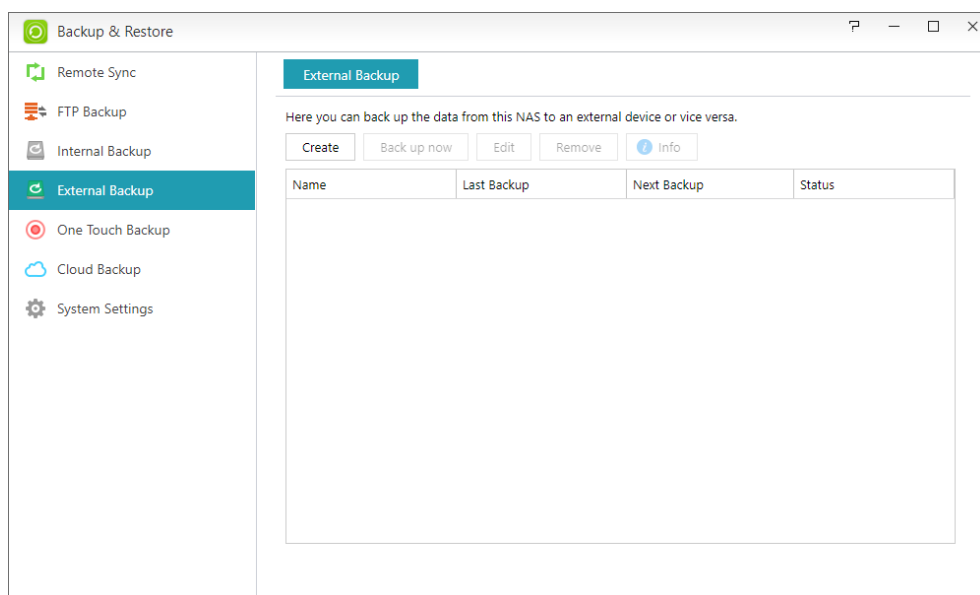 Backup & Restore
Remote Sync
FTP Backup
Internal Backup
External Backup
One Touch Backup
Cloud Backup
System Settings
External Backup
Here you can back up the data from this NAS to an external device or vice versa.
Create Back up now Edit Remove i Info
Name Last Backup Next Backup Status